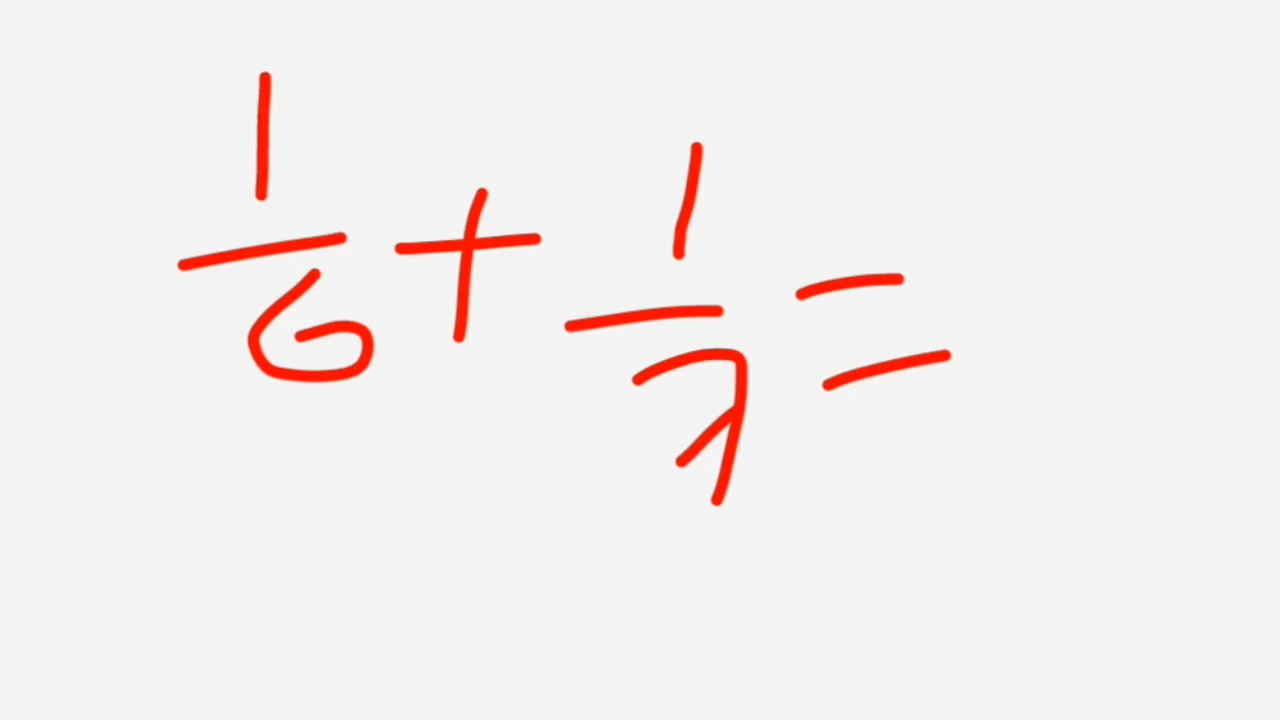 1/6 + 1/7 =